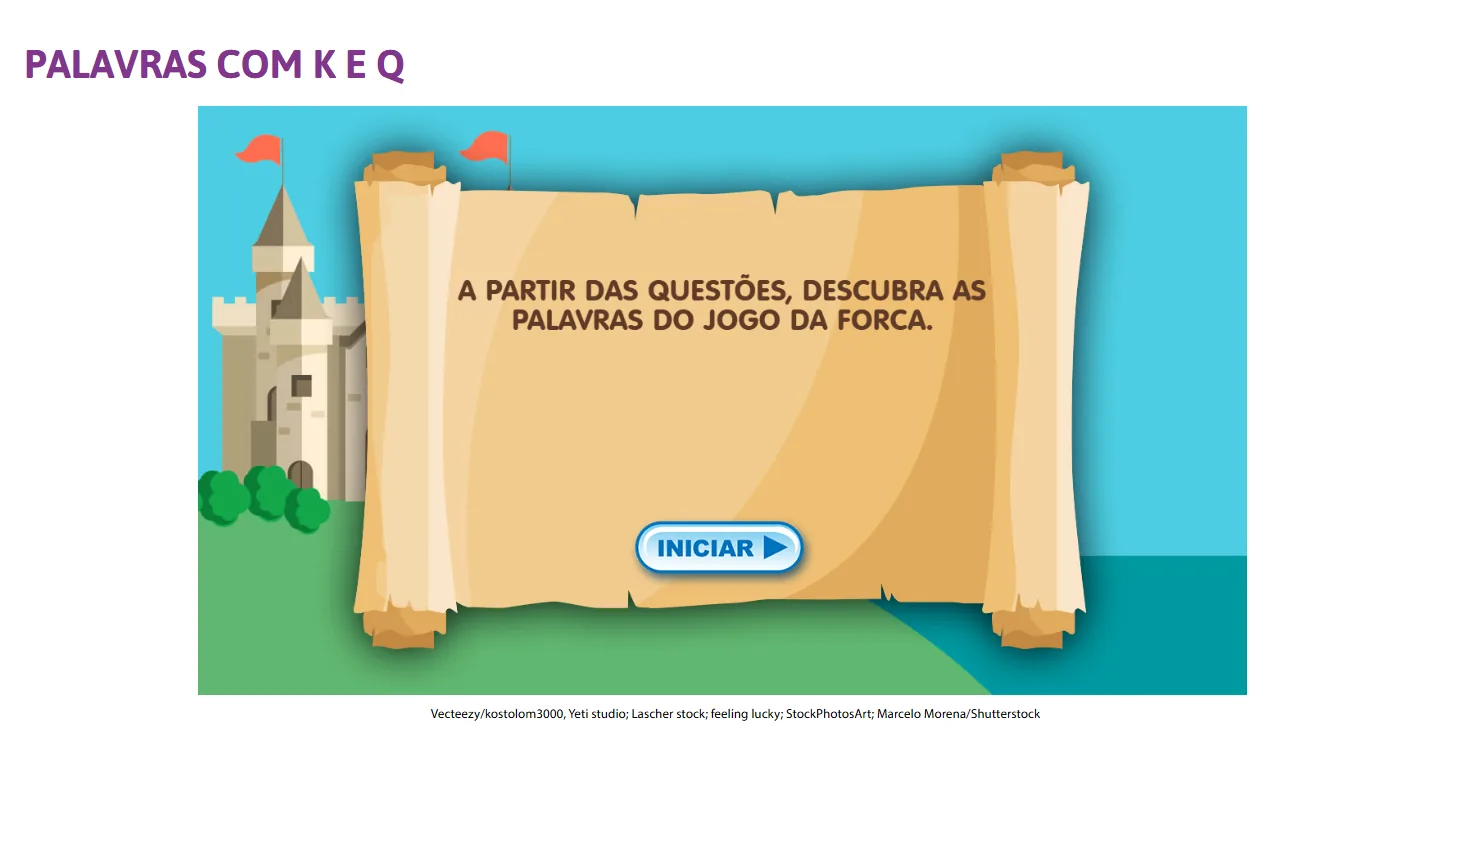 PALAVRAS COM K E Q
A PARTIR DAS QUESTÕES, DESCUBRA AS
PALAVRAS DO JOGO DA FORCA.
INICIAR
Vecteezy/kostolom3000, Yeti studio; Lascher stock; feeling lucky; StockPhotosArt; Marcelo Morena/Shutterstock